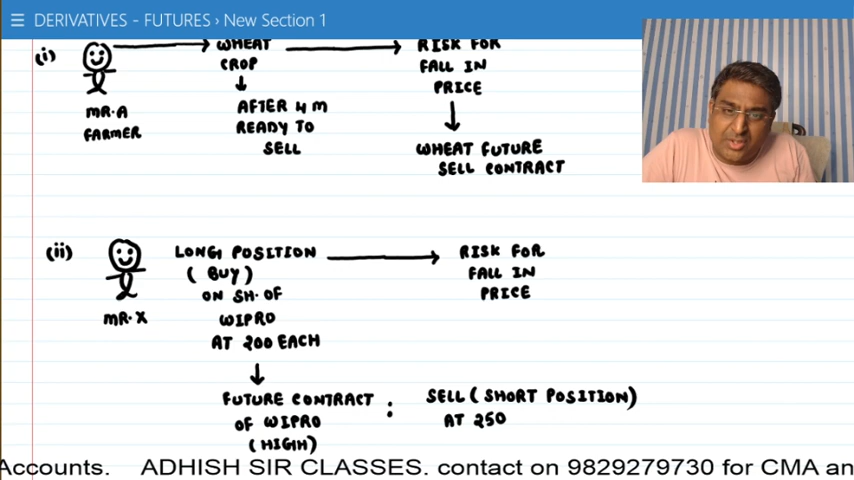 ☰ DERIVATIVES - FUTURES › New Section 1
(i)
WHEAT
CROP
AFTER 4 M
READY TO
SELL
RISK FOR
FALL IN
PRICE
WHEAT FUTURE
SELL CONTRACT
MR·A
FARMER
(ii)
MR·X
LONG POSITION
( BUY )
ON SH· OF
WIPRO
AT 200 EACH
RISK FOR
FALL IN
PRICE
FUTURE CONTRACT
OF WIPRO
(HIGH)
:
SELL ( SHORT POSITION)
AT 250
Accounts. ADHISH SIR CLASSES. contact on 9829279730 for CMA an